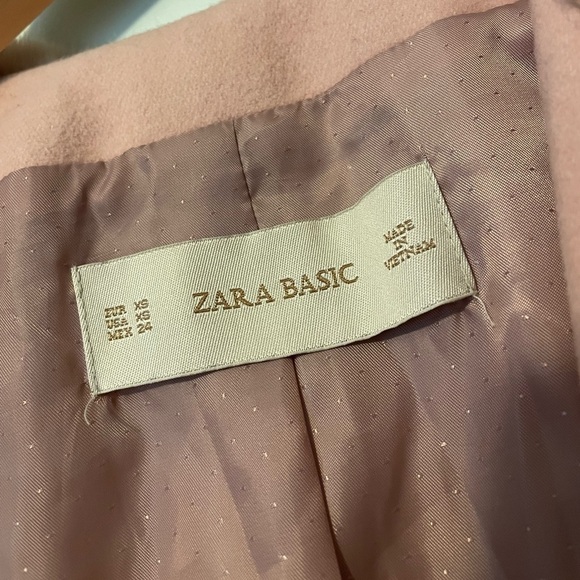 EUR XS
USA XS
MEX 24
ZARA BASIC
MADE
IN
VIETNAM